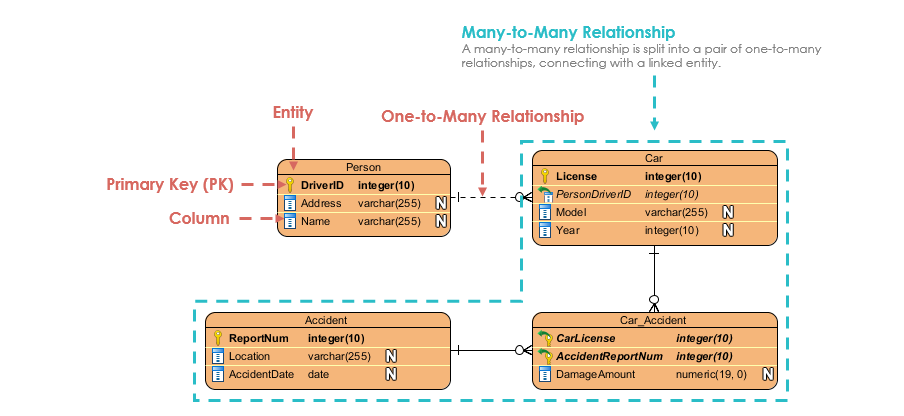 Many-to-Many Relationship
A many-to-many relationship is split into a pair of one-to-many
relationships, connecting with a linked entity.
Entity
One-to-Many Relationship
Primary Key (PK)
Column
Person
DriverID integer(10)
Address varchar(255) N
Name varchar(255) N
Car
License integer(10)
PersonDriverID integer(10)
Model varchar(255) N
Year integer(10) N
Accident
ReportNum integer(10)
Location varchar(255) N
AccidentDate date N
Car_Accident
CarLicense integer(10)
AccidentReportNum integer(10)
DamageAmount numeric(19, 0) N